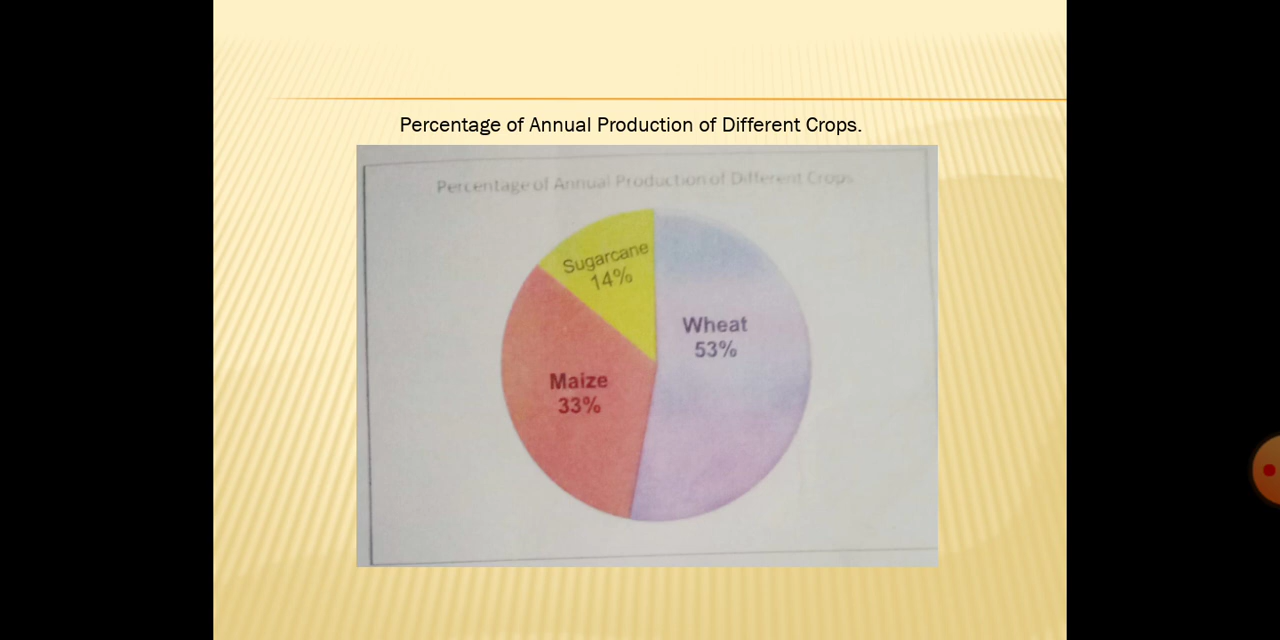 Percentage of Annual Production of Different Crops.
Percentage of Annual Production of Different Crops
Sugarcane
14%
Wheat
53%
Maize
33%